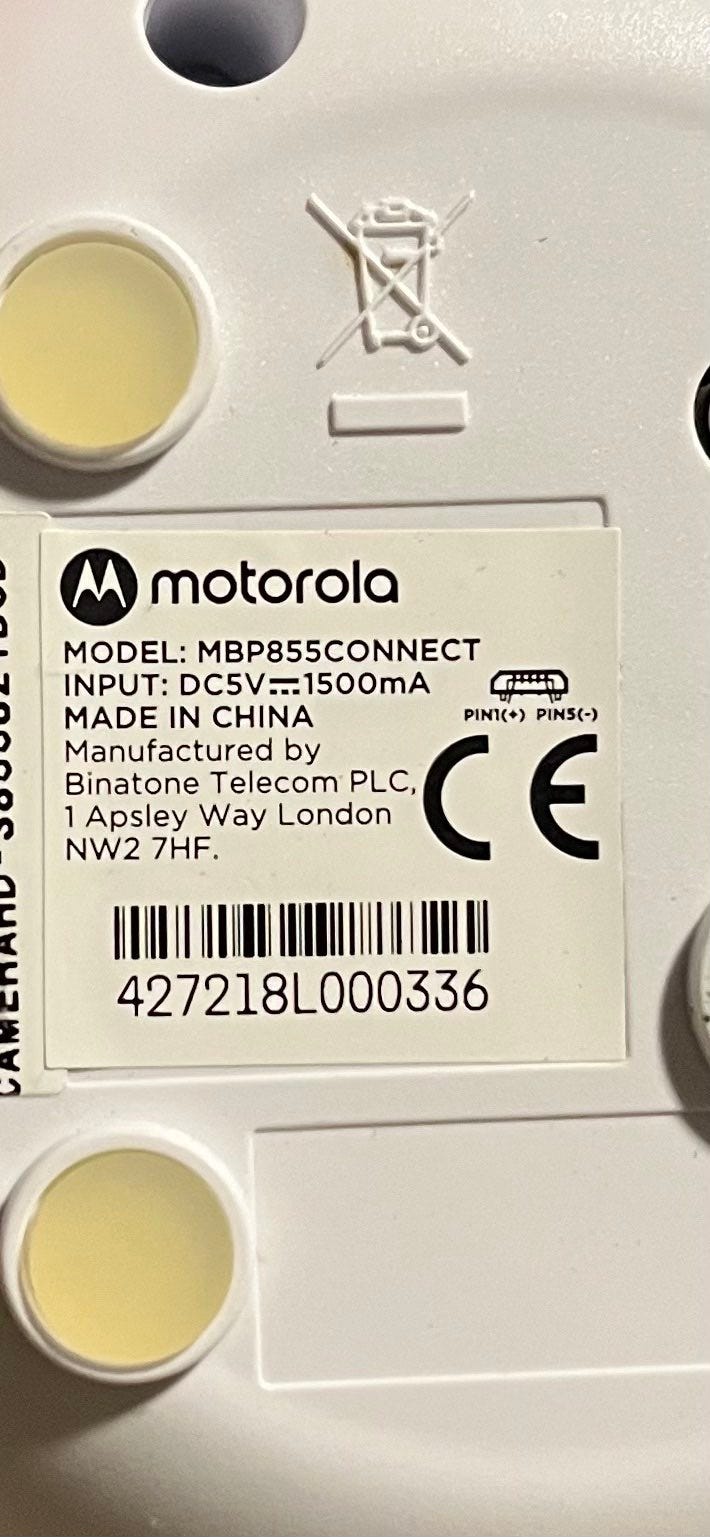 motorola
MODEL: MBP855CONNECT
INPUT: DC5V⎓1500mA
MADE IN CHINA
PIN1(+) PIN5(-)
Manufactured by
Binatone Telecom PLC,
1 Apsley Way London
NW2 7HF.
CE
427218L000336